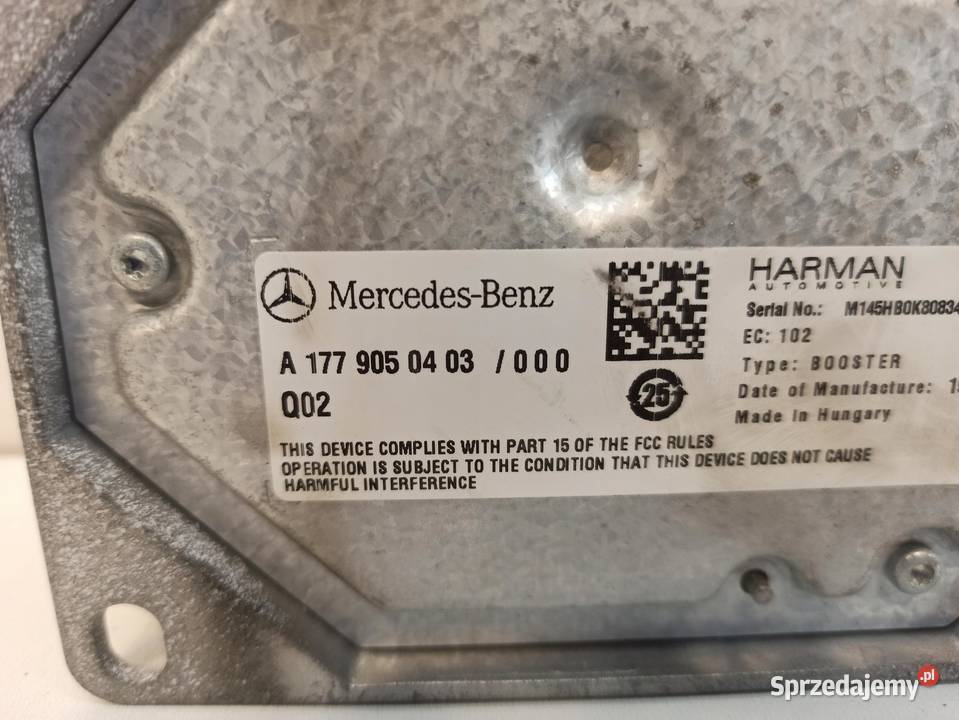 Mercedes-Benz
A 177 905 04 03 / 000
Q02
25
HARMAN
AUTOMOTIVE
Serial No.: M145HB0K80834
EC: 102
Type: BOOSTER
Date of Manufacture:
Made in Hungary
THIS DEVICE COMPLIES WITH PART 15 OF THE FCC RULES
OPERATION IS SUBJECT TO THE CONDITION THAT THIS DEVICE DOES NOT CAUSE
HARMFUL INTERFERENCE
Sprzedajemy.pl